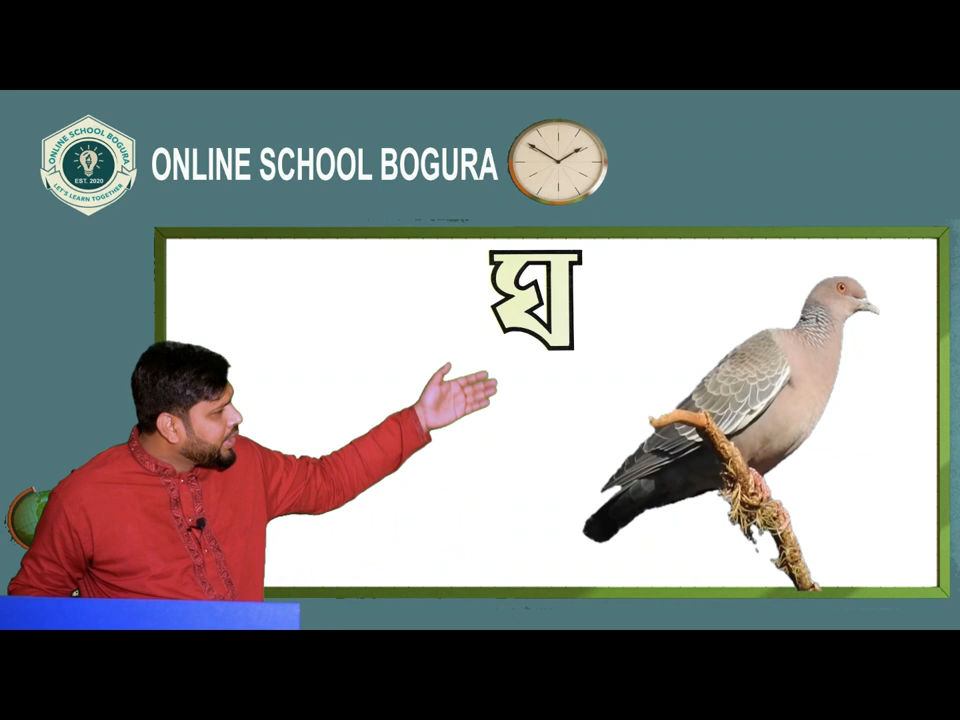 ONLINE SCHOOL BOGURA
EST. 2020
LET'S LEARN TOGETHER
ONLINE SCHOOL BOGURA
ঘ